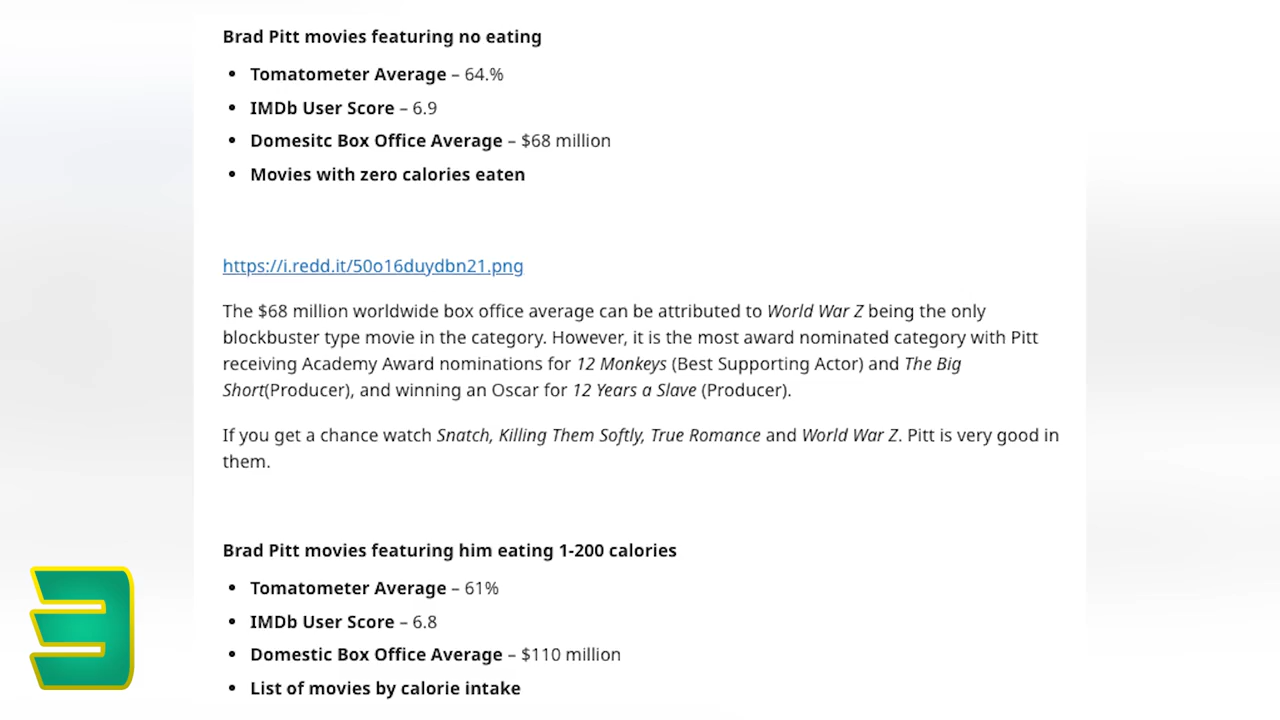 Brad Pitt movies featuring no eating
• Tomatometer Average – 64.%
• IMDb User Score – 6.9
• Domesitc Box Office Average – $68 million
• Movies with zero calories eaten
https://i.redd.it/50o16duydbn21.png
The $68 million worldwide box office average can be attributed to World War Z being the only
blockbuster type movie in the category. However, it is the most award nominated category with Pitt
receiving Academy Award nominations for 12 Monkeys (Best Supporting Actor) and The Big
Short(Producer), and winning an Oscar for 12 Years a Slave (Producer).
If you get a chance watch Snatch, Killing Them Softly, True Romance and World War Z. Pitt is very good in
them.
Brad Pitt movies featuring him eating 1-200 calories
• Tomatometer Average – 61%
• IMDb User Score – 6.8
• Domestic Box Office Average – $110 million
• List of movies by calorie intake